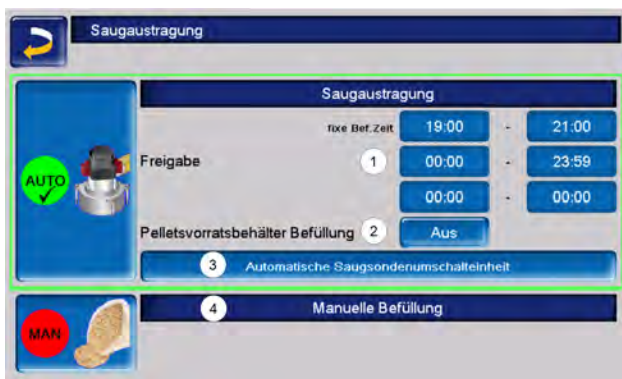 Saugaustragung
Saugaustragung
fixe Bef.Zeit 19:00 - 21:00
Freigabe 1 00:00 - 23:59
00:00 - 00:00
AUTO
Pelletsvorratsbehälter Befüllung 2 Aus
3 Automatische Saugsondenumschalteinheit
4 Manuelle Befüllung
MAN